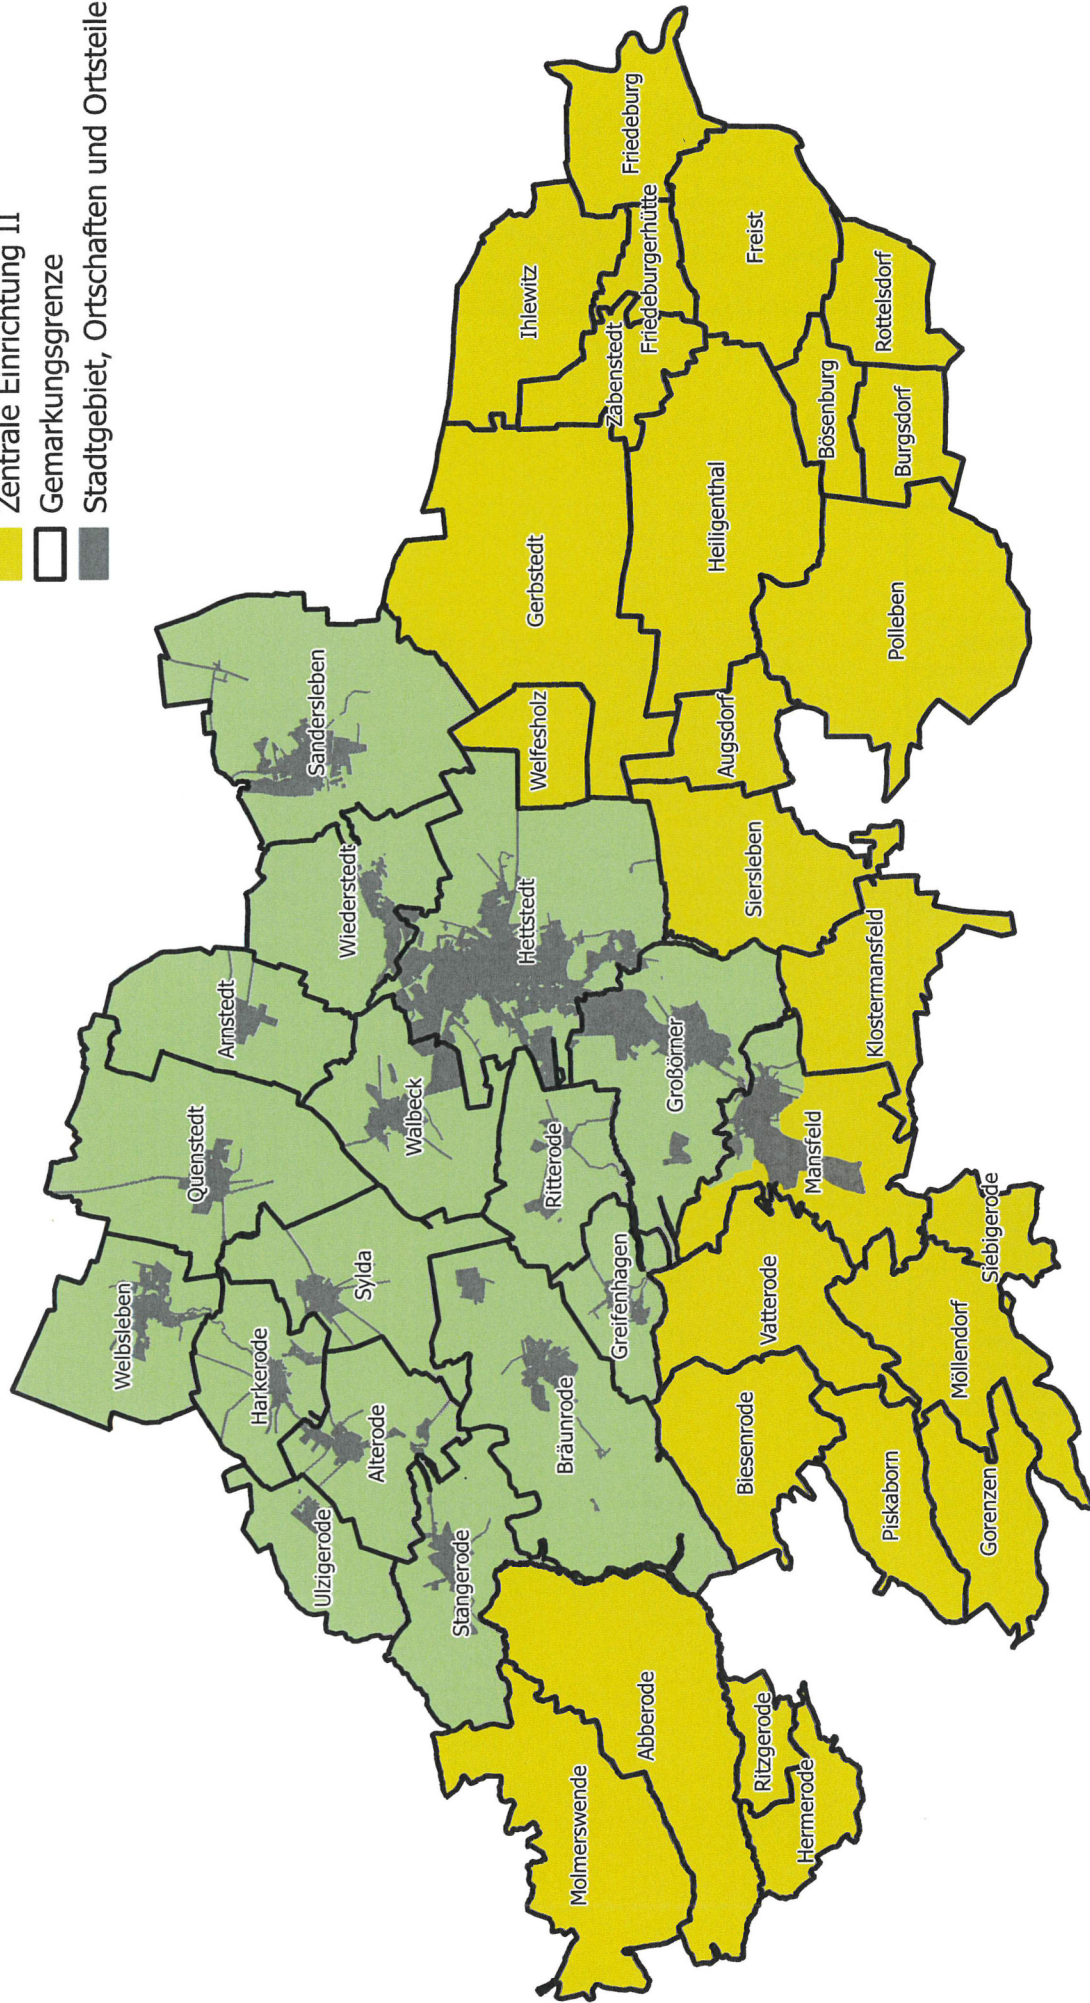 Zentrale Einrichtung II
Gemarkungsgrenze
Stadtgebiet, Ortschaften und Ortsteile
Welbsleben
Quenstedt
Arnstedt
Sandersleben
Wiederstedt
Harkerode
Ulzigerode
Alterode
Sylda
Walbeck
Stangerode
Ritterode
Hettstedt
Bräunrode
Greifenhagen
Großörner
Welfesholz
Gerbstedt
Ihlewitz
Zabenstedt
Friedeburgerhütte
Friedeburg
Freist
Heiligenthal
Augsdorf
Siersleben
Bösenburg
Rottelsdorf
Burgsdorf
Polleben
Molmerswende
Abberode
Ritzgerode
Hermerode
Biesenrode
Vatterode
Mansfeld
Klostermansfeld
Piskaborn
Gorenzen
Möllendorf
Siebigerode